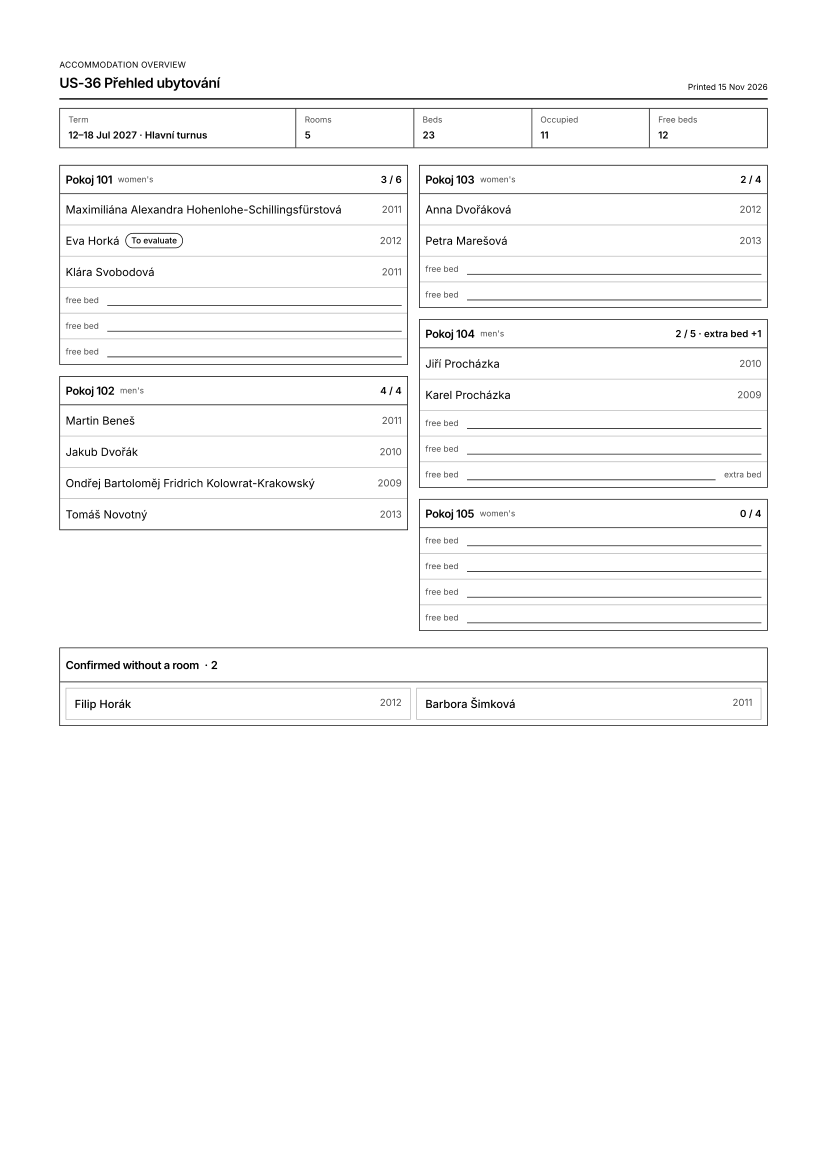 ACCOMMODATION OVERVIEW
US-36 Přehled ubytování
Printed 15 Nov 2026
Term
12–18 Jul 2027 · Hlavní turnus
Rooms
5
Beds
23
Occupied
11
Free beds
12
Pokoj 101 women's 3 / 6
Maximiliána Alexandra Hohenlohe-Schillingsfürstová 2011
Eva Horká To evaluate 2012
Klára Svobodová 2011
free bed
free bed
free bed
Pokoj 102 men's 4 / 4
Martin Beneš 2011
Jakub Dvořák 2010
Ondřej Bartoloměj Fridrich Kolowrat-Krakowský 2009
Tomáš Novotný 2013
Pokoj 103 women's 2 / 4
Anna Dvořáková 2012
Petra Marešová 2013
free bed
free bed
Pokoj 104 men's 2 / 5 · extra bed +1
Jiří Procházka 2010
Karel Procházka 2009
free bed
free bed
free bed extra bed
Pokoj 105 women's 0 / 4
free bed
free bed
free bed
free bed
Confirmed without a room · 2
Filip Horák 2012
Barbora Šimková 2011